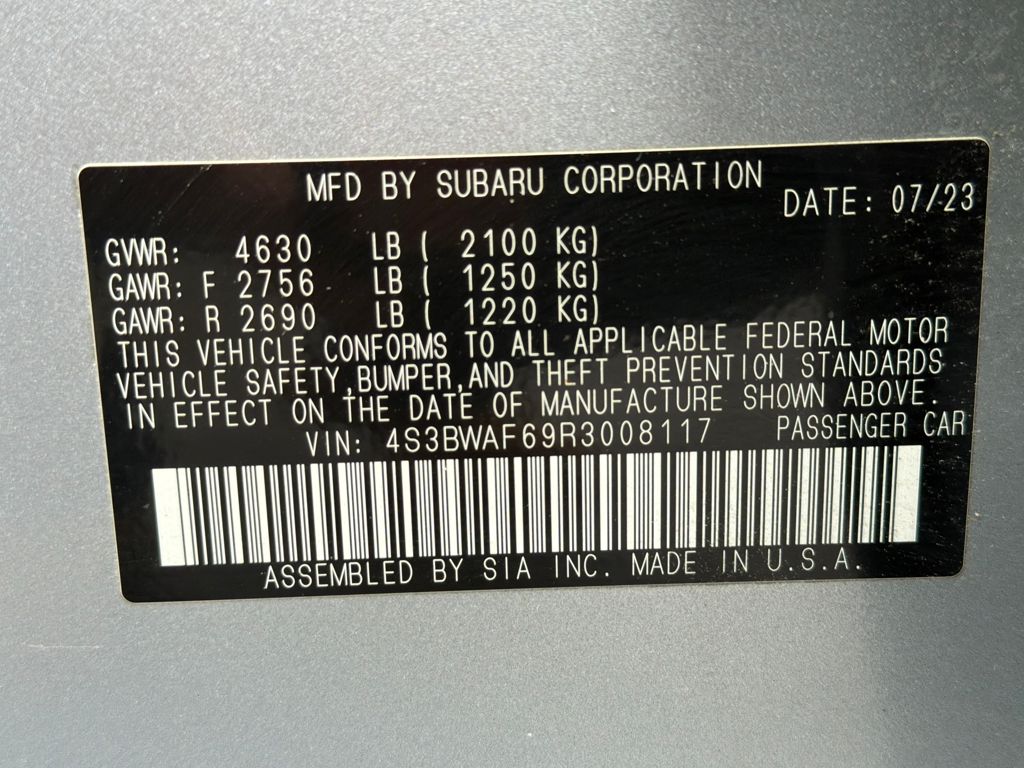 MFD BY SUBARU CORPORATION
DATE: 07/23
GVWR: 4630 LB ( 2100 KG)
GAWR: F 2756 LB ( 1250 KG)
GAWR: R 2690 LB ( 1220 KG)
THIS VEHICLE CONFORMS TO ALL APPLICABLE FEDERAL MOTOR
VEHICLE SAFETY,BUMPER,AND THEFT PREVENTION STANDARDS
IN EFFECT ON THE DATE OF MANUFACTURE SHOWN ABOVE.
VIN: 4S3BWAF69R3008117 PASSENGER CAR
ASSEMBLED BY SIA INC. MADE IN U.S.A.